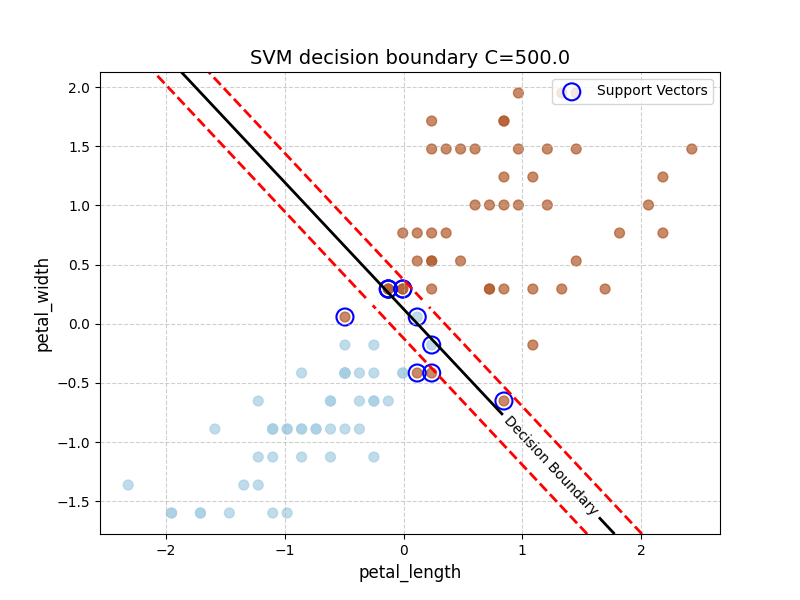 SVM decision boundary C=500.0
Support Vectors
2.0
1.5
1.0
0.5
0.0
−0.5
−1.0
−1.5
petal_width
Decision Boundary
−2
−1
0
1
2
petal_length